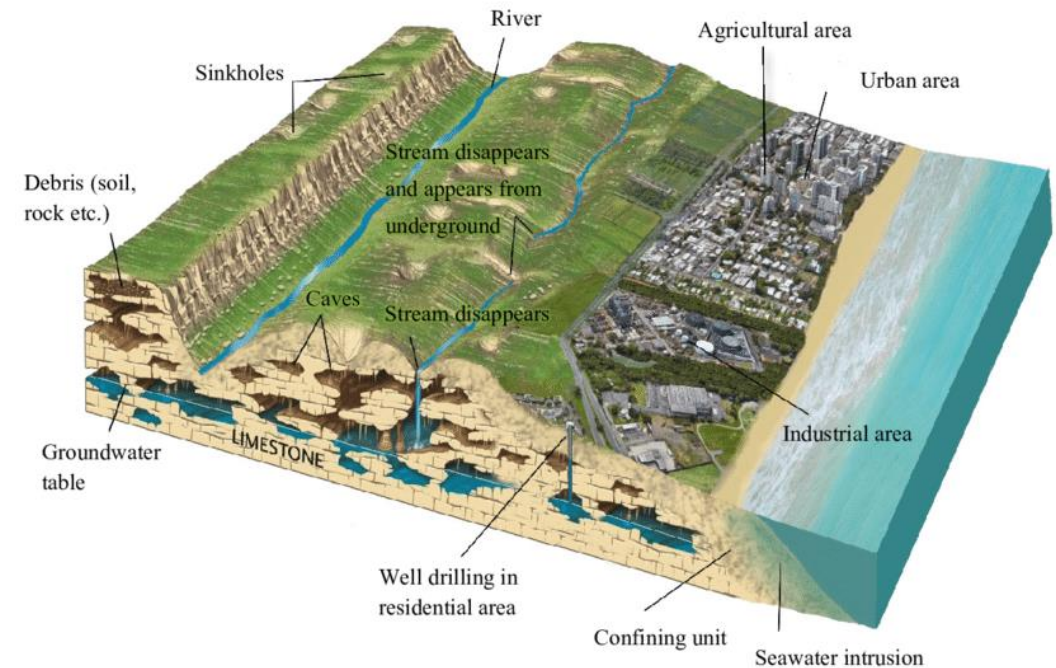 River
Agricultural area
Sinkholes
Urban area
Stream disappears
and appears from
underground
Debris (soil,
rock etc.)
Caves
Stream disappears
LIMESTONE
Groundwater
table
Industrial area
Well drilling in
residential area
Confining unit
Seawater intrusion